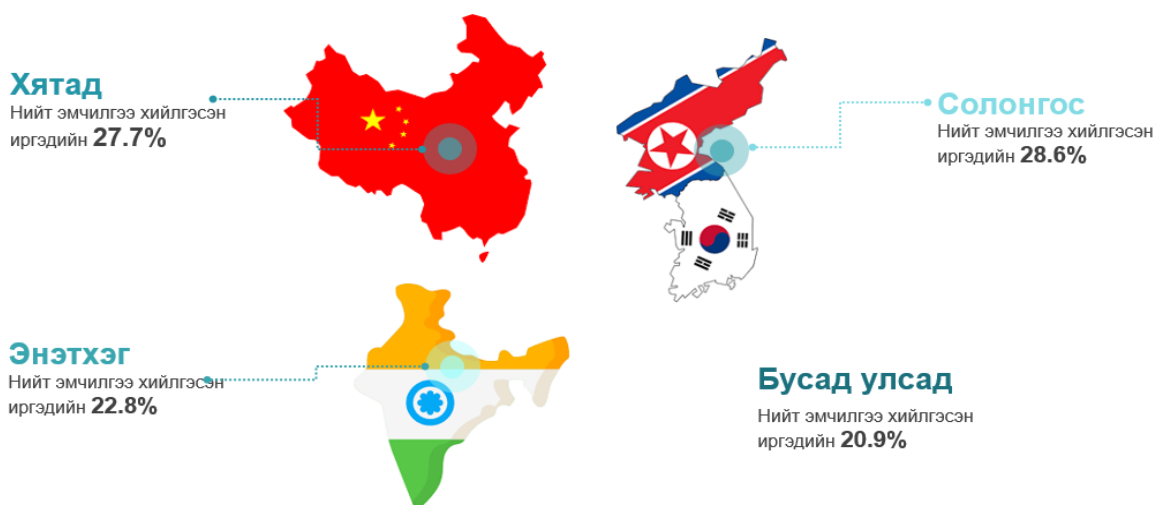 Хятад
Нийт эмчилгээ хийлгэсэн
иргэдийн 27.7%
Солонгос
Нийт эмчилгээ хийлгэсэн
иргэдийн 28.6%
Энэтхэг
Нийт эмчилгээ хийлгэсэн
иргэдийн 22.8%
Бусад улсад
Нийт эмчилгээ хийлгэсэн
иргэдийн 20.9%